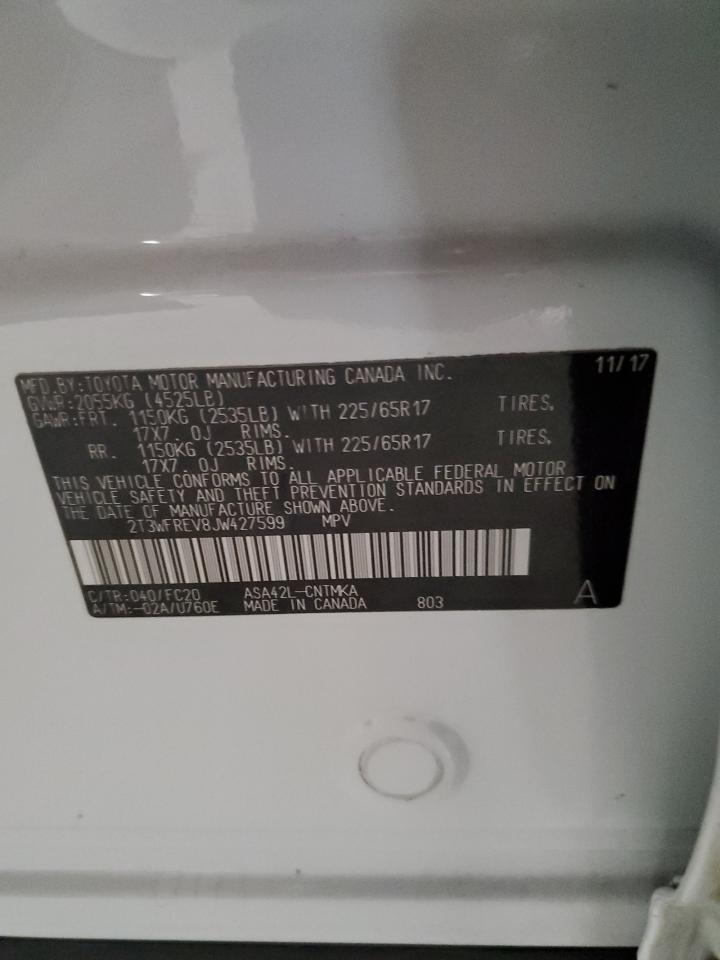 11/17
MFD.BY:TOYOTA MOTOR MANUFACTURING CANADA INC.
GVWR:2055KG (4525LB)
GAWR:FRT. 1150KG (2535LB) WITH 225/65R17 TIRES,
17X7.0J RIMS.
RR. 1150KG (2535LB) WITH 225/65R17 TIRES,
17X7.0J RIMS.
THIS VEHICLE CONFORMS TO ALL APPLICABLE FEDERAL MOTOR
VEHICLE SAFETY AND THEFT PREVENTION STANDARDS IN EFFECT ON
THE DATE OF MANUFACTURE SHOWN ABOVE.
2T3WFREV8JW427599 MPV
C/TR:040/FC20 ASA42L-CNTMKA
A/TM:-02A/U760E MADE IN CANADA 803 A